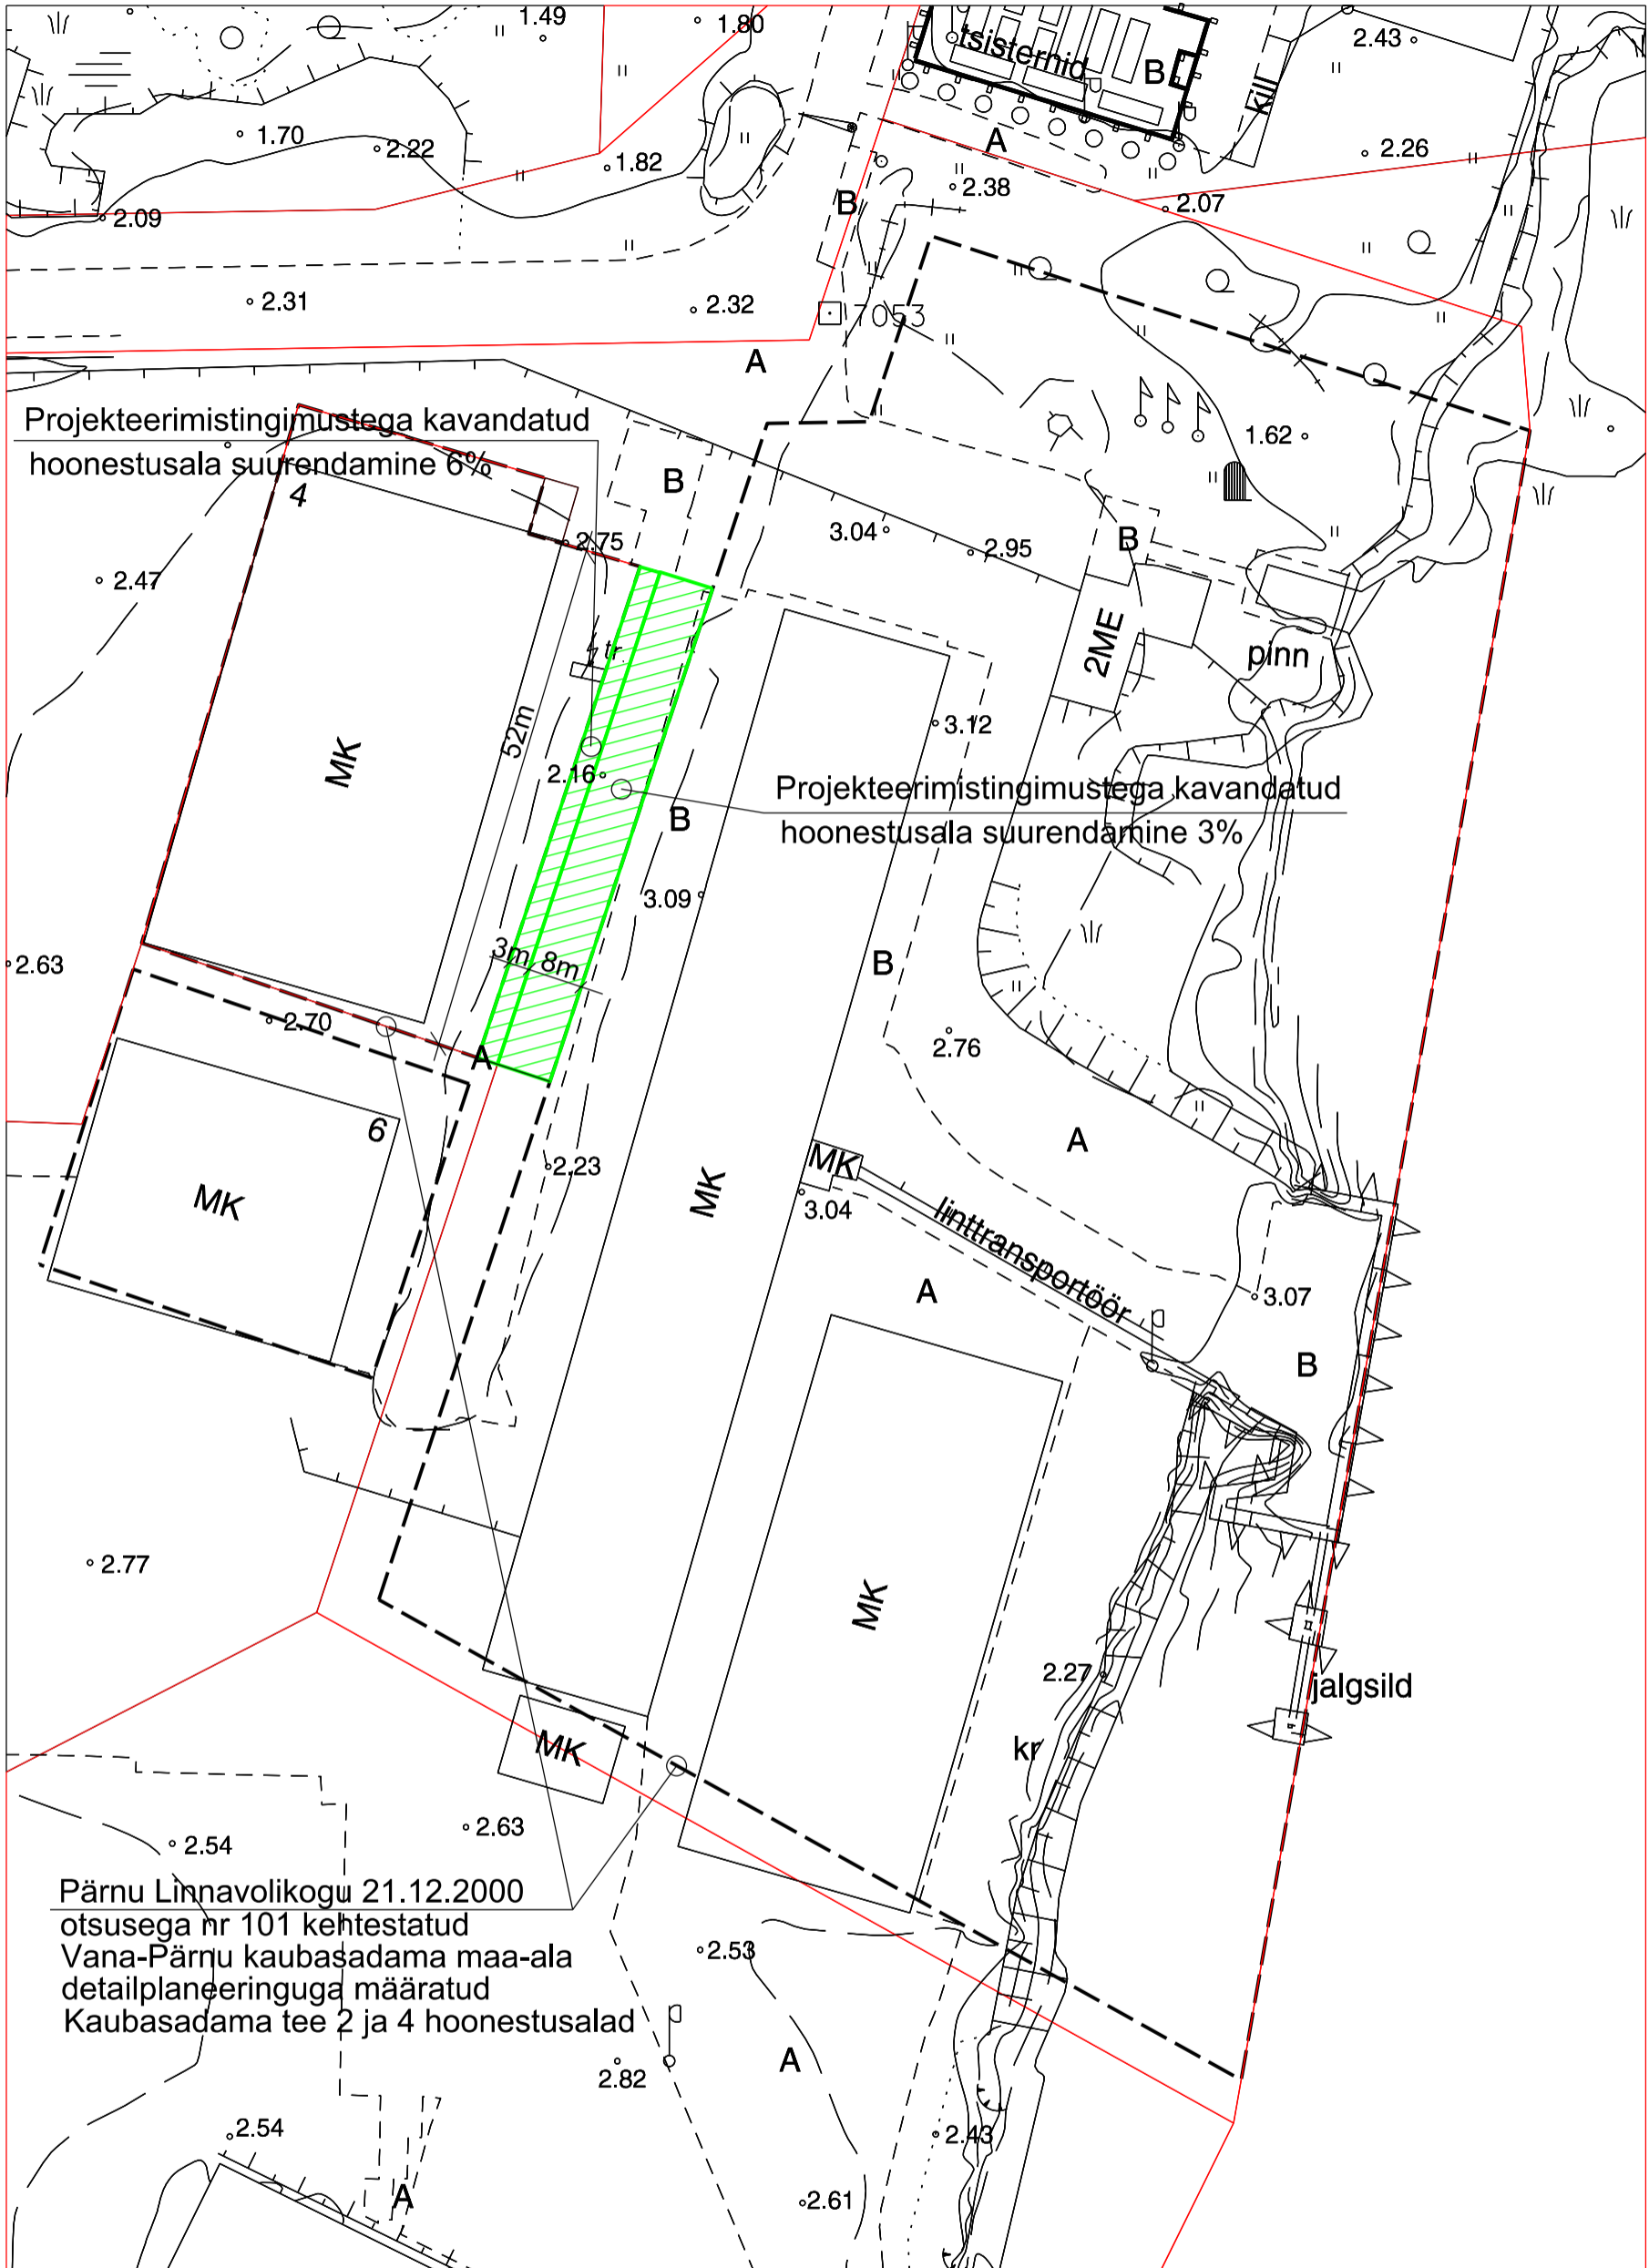 1.49
1.80
tsisternid
B
kill
2.43
1.70
2.22
1.82
A
2.38
2.26
2.09
B
2.07
2.31
2.32
7053
A
Projekteerimistingimustega kavandatud
hoonestusala suurendamine 6%
1.62
4
B
2.75
3.04
2.95
B
2.47
tr.
2ME
pinn
52m
3.12
MK
2.16
Projekteerimistingimustega kavandatud
hoonestusala suurendamine 3%
B
3.09
2.63
3m 8m
B
2.70
2.76
A
6
A
2.23
MK
MK
MK
3.04
linttransportöör
A
3.07
B
2.77
MK
2.27
jalgsild
MK
kr
2.63
2.54
Pärnu Linnavolikogu 21.12.2000
otsusega nr 101 kehtestatud
Vana-Pärnu kaubasadama maa-ala
detailplaneeringuga määratud
Kaubasadama tee 2 ja 4 hoonestusalad
2.53
A
2.82
2.54
2.43
A
2.61